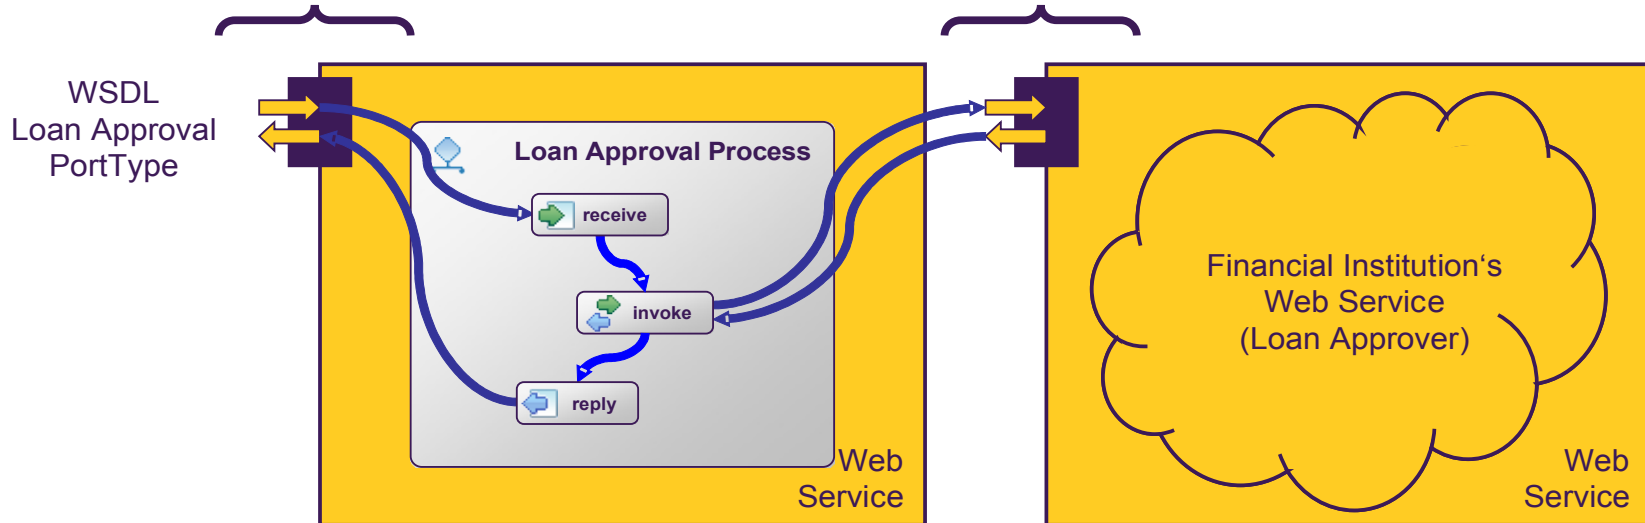 WSDL
Loan Approval
PortType
Loan Approval Process
receive
invoke
reply
Web
Service
Financial Institution‘s
Web Service
(Loan Approver)
Web
Service